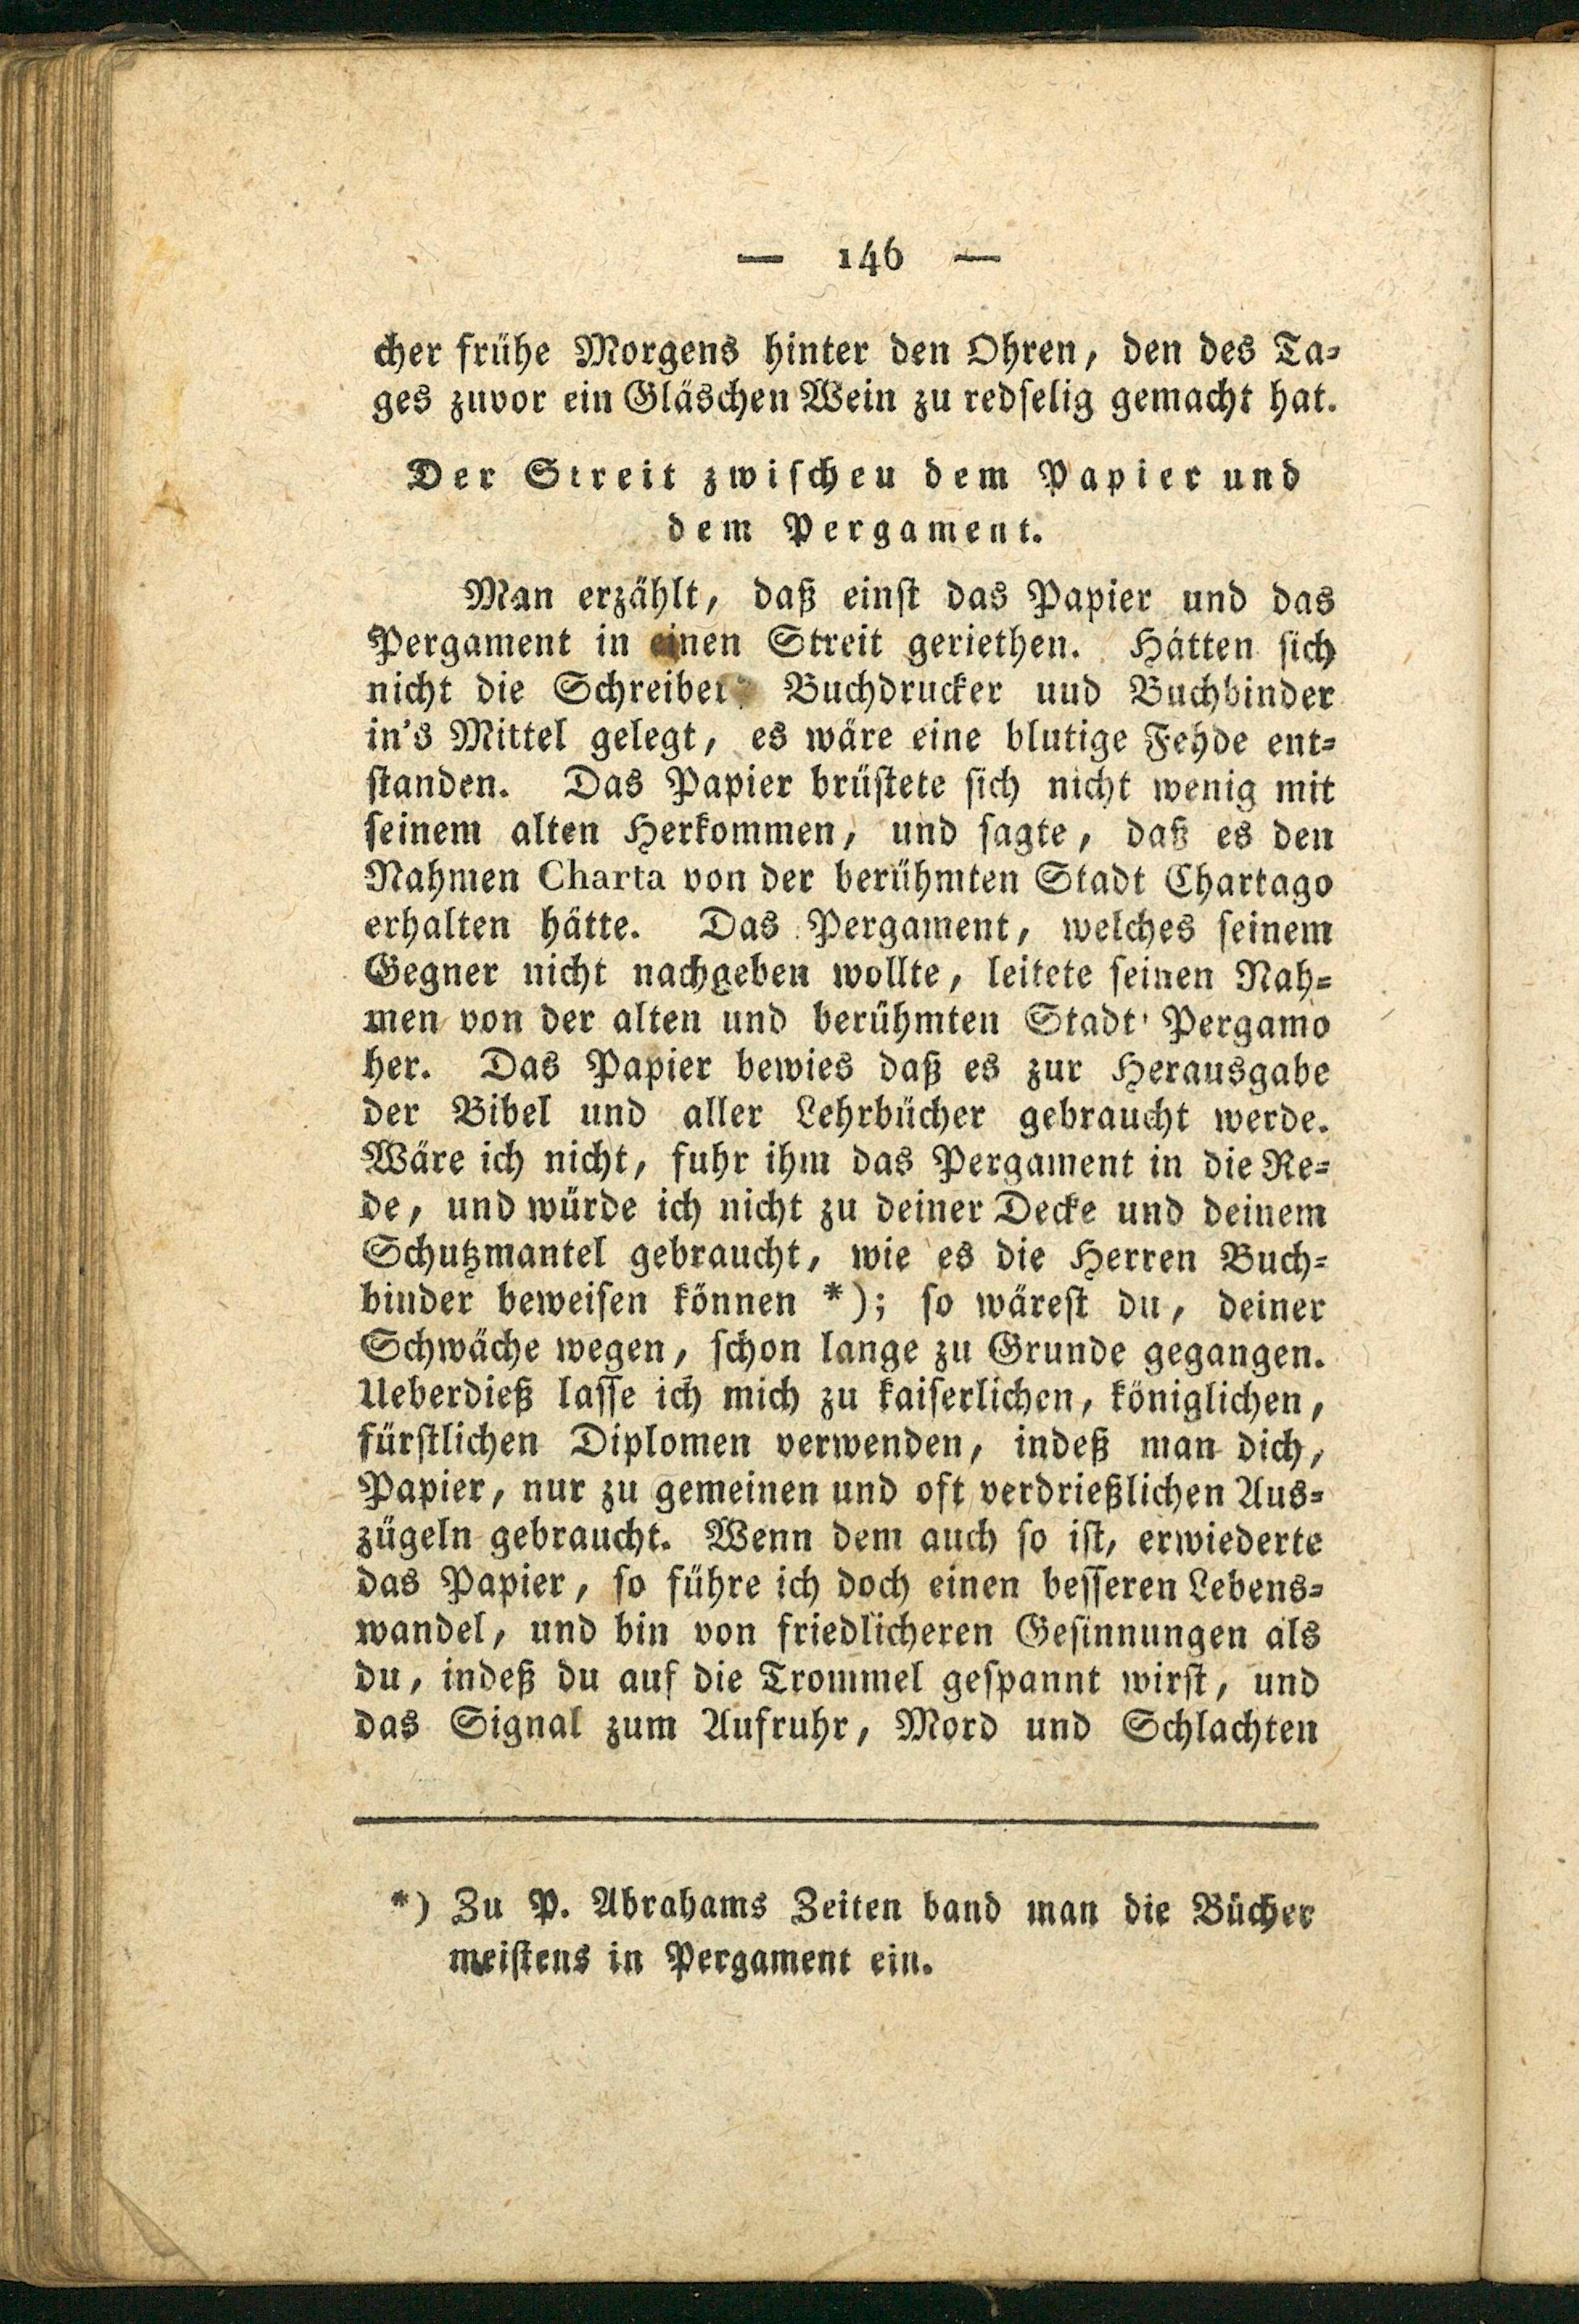 — 146 —
cher frühe Morgens hinter den Ohren, den des Ta-
ges zuvor ein Gläschen Wein zu redselig gemacht hat.
Der Streit zwischeu dem Papier und
dem Pergament.
Man erzählt, daß einst das Papier und das
Pergament in einen Streit geriethen. Hätten sich
nicht die Schreiber, Buchdrucker uud Buchbinder
in's Mittel gelegt, es wäre eine blutige Fehde ent-
standen. Das Papier brüstete sich nicht wenig mit
seinem alten Herkommen, und sagte, daß es den
Nahmen Charta von der berühmten Stadt Chartago
erhalten hätte. Das Pergament, welches seinem
Gegner nicht nachgeben wollte, leitete seinen Nah-
men von der alten und berühmten Stadt Pergamo
her. Das Papier bewies daß es zur Herausgabe
der Bibel und aller Lehrbücher gebraucht werde.
Wäre ich nicht, fuhr ihm das Pergament in die Re-
de, und würde ich nicht zu deiner Decke und deinem
Schutzmantel gebraucht, wie es die Herren Buch-
binder beweisen können *); so wärest du, deiner
Schwäche wegen, schon lange zu Grunde gegangen.
Ueberdieß lasse ich mich zu kaiserlichen, königlichen,
fürstlichen Diplomen verwenden, indeß man dich,
Papier, nur zu gemeinen und oft verdrießlichen Aus-
zügeln gebraucht. Wenn dem auch so ist, erwiederte
das Papier, so führe ich doch einen besseren Lebens-
wandel, und bin von friedlicheren Gesinnungen als
du, indeß du auf die Trommel gespannt wirst, und
das Signal zum Aufruhr, Mord und Schlachten
*) Zu P. Abrahams Zeiten band man die Bücher
meistens in Pergament ein.